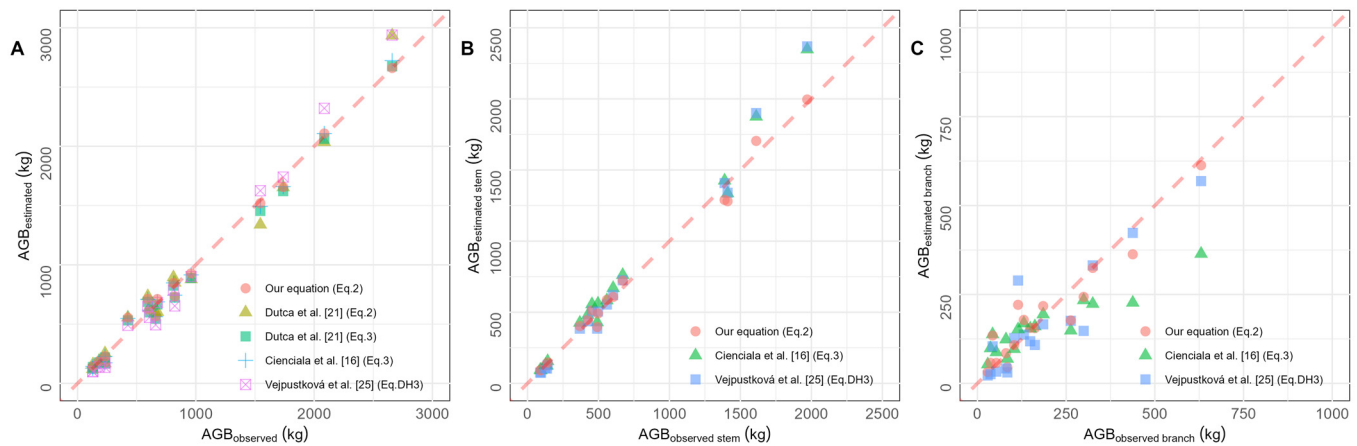 A
AGBestimated (kg)
3000
2000
1000
0
Our equation (Eq.2)
Dutca et al. [21] (Eq.2)
Dutca et al. [21] (Eq.3)
Cienciala et al. [16] (Eq.3)
Vejpustková et al. [25] (Eq.DH3)
0 1000 2000 3000
AGBobserved (kg)
B
AGBestimated stem (kg)
2500
2000
1500
1000
500
0
Our equation (Eq.2)
Cienciala et al. [16] (Eq.3)
Vejpustková et al. [25] (Eq.DH3)
0 500 1000 1500 2000 2500
AGBobserved stem (kg)
C
AGBestimated branch (kg)
1000
750
500
250
0
Our equation (Eq.2)
Cienciala et al. [16] (Eq.3)
Vejpustková et al. [25] (Eq.DH3)
0 250 500 750 1000
AGBobserved branch (kg)